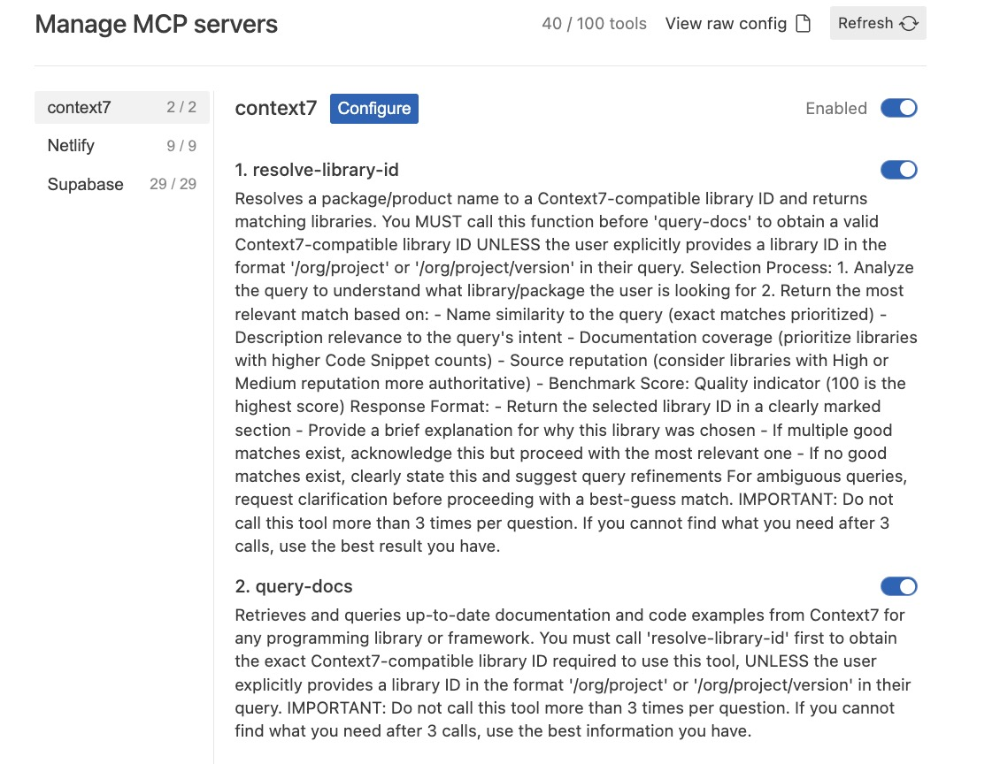 Manage MCP servers
40 / 100 tools
View raw config
Refresh
context7 2 / 2
Netlify 9 / 9
Supabase 29 / 29
context7
Configure
Enabled
1. resolve-library-id
Resolves a package/product name to a Context7-compatible library ID and returns
matching libraries. You MUST call this function before 'query-docs' to obtain a valid
Context7-compatible library ID UNLESS the user explicitly provides a library ID in the
format '/org/project' or '/org/project/version' in their query. Selection Process: 1. Analyze
the query to understand what library/package the user is looking for 2. Return the most
relevant match based on: - Name similarity to the query (exact matches prioritized) -
Description relevance to the query's intent - Documentation coverage (prioritize libraries
with higher Code Snippet counts) - Source reputation (consider libraries with High or
Medium reputation more authoritative) - Benchmark Score: Quality indicator (100 is the
highest score) Response Format: - Return the selected library ID in a clearly marked
section - Provide a brief explanation for why this library was chosen - If multiple good
matches exist, acknowledge this but proceed with the most relevant one - If no good
matches exist, clearly state this and suggest query refinements For ambiguous queries,
request clarification before proceeding with a best-guess match. IMPORTANT: Do not
call this tool more than 3 times per question. If you cannot find what you need after 3
calls, use the best result you have.
2. query-docs
Retrieves and queries up-to-date documentation and code examples from Context7 for
any programming library or framework. You must call 'resolve-library-id' first to obtain
the exact Context7-compatible library ID required to use this tool, UNLESS the user
explicitly provides a library ID in the format '/org/project' or '/org/project/version' in their
query. IMPORTANT: Do not call this tool more than 3 times per question. If you cannot
find what you need after 3 calls, use the best information you have.